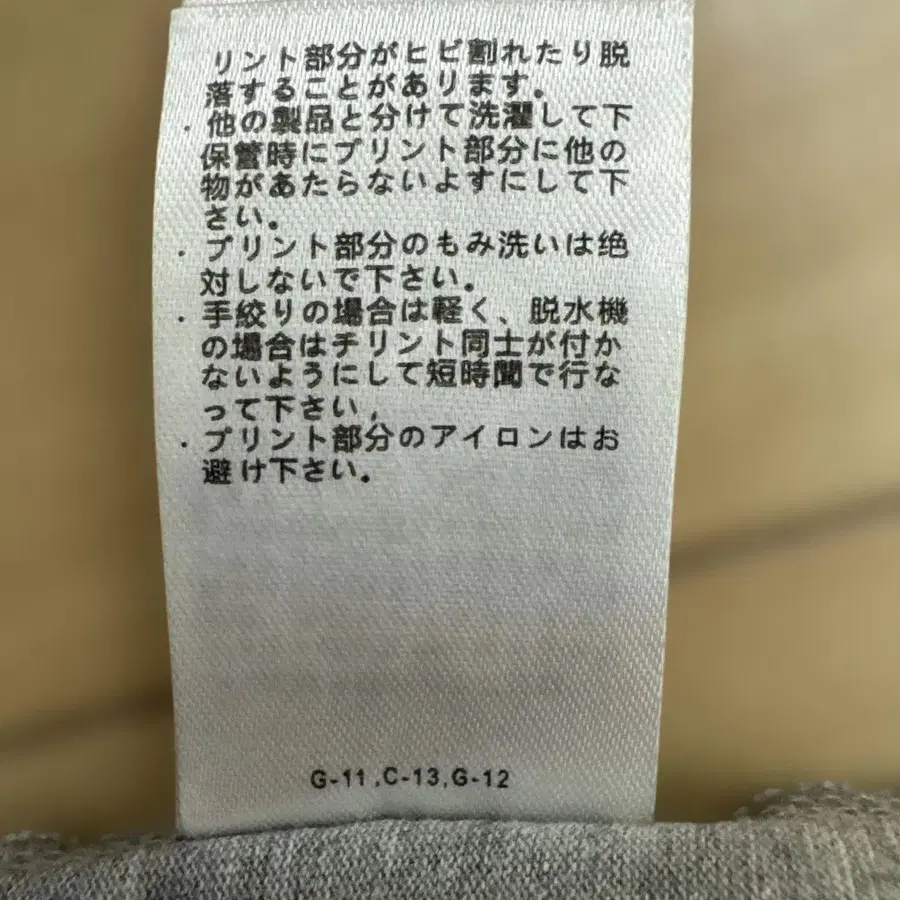 リント部分がヒビ割れたり脱
落することがあります。
・他の製品と分けて洗濯して下
保管時にプリント部分に他の
物があたらないよすにして下
さい。
・プリント部分のもみ洗いは絶
対しないで下さい。
・手絞りの場合は軽く、脱水機
の場合はチリント同士が付か
ないようにして短時間で行な
って下さい,
・プリント部分のアイロンはお
避け下さい。
G-11,C-13,G-12